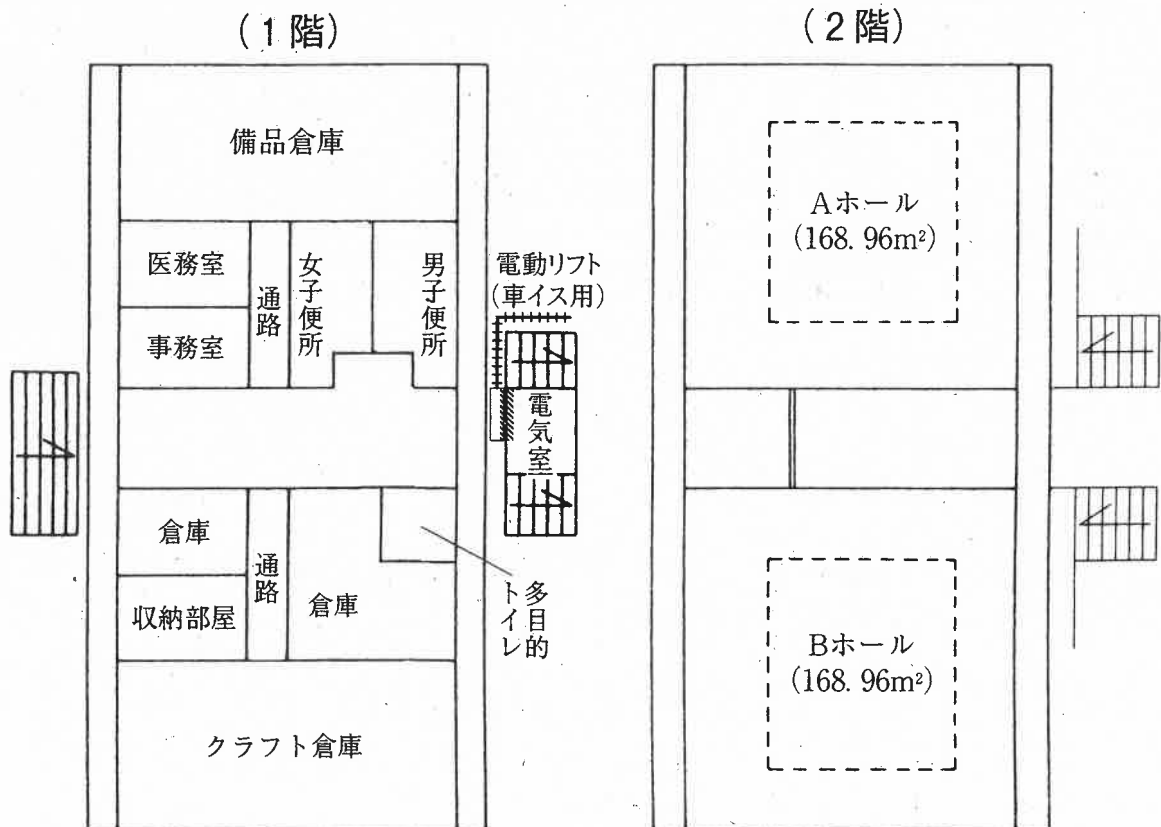 (1階)
備品倉庫
医務室
事務室
通路
女子便所
男子便所
電動リフト
(車イス用)
電気室
倉庫
収納部屋
通路
倉庫
多目的
トイレ
クラフト倉庫
(2階)
Aホール
(168.96m²)
Bホール
(168.96m²)